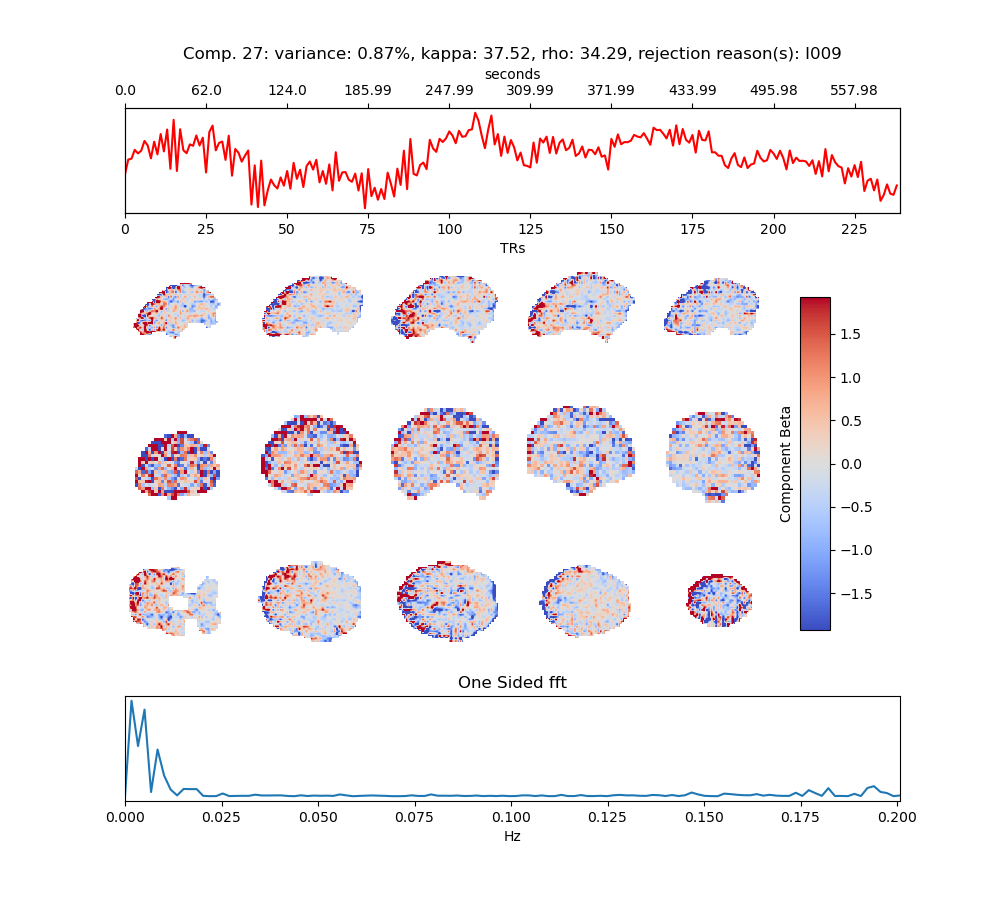 Comp. 27: variance: 0.87%, kappa: 37.52, rho: 34.29, rejection reason(s): I009
seconds
0.0 62.0 124.0 185.99 247.99 309.99 371.99 433.99 495.98 557.98
0 25 50 75 100 125 150 175 200 225
TRs
1.5
1.0
0.5
0.0
−0.5
−1.0
−1.5
Component Beta
One Sided fft
0.000 0.025 0.050 0.075 0.100 0.125 0.150 0.175 0.200
Hz